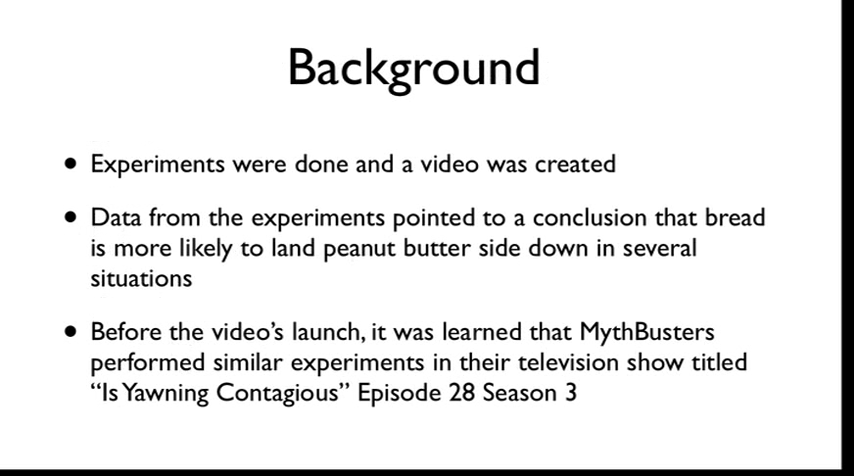 Background
• Experiments were done and a video was created
• Data from the experiments pointed to a conclusion that bread
is more likely to land peanut butter side down in several
situations
• Before the video’s launch, it was learned that MythBusters
performed similar experiments in their television show titled
“Is Yawning Contagious” Episode 28 Season 3